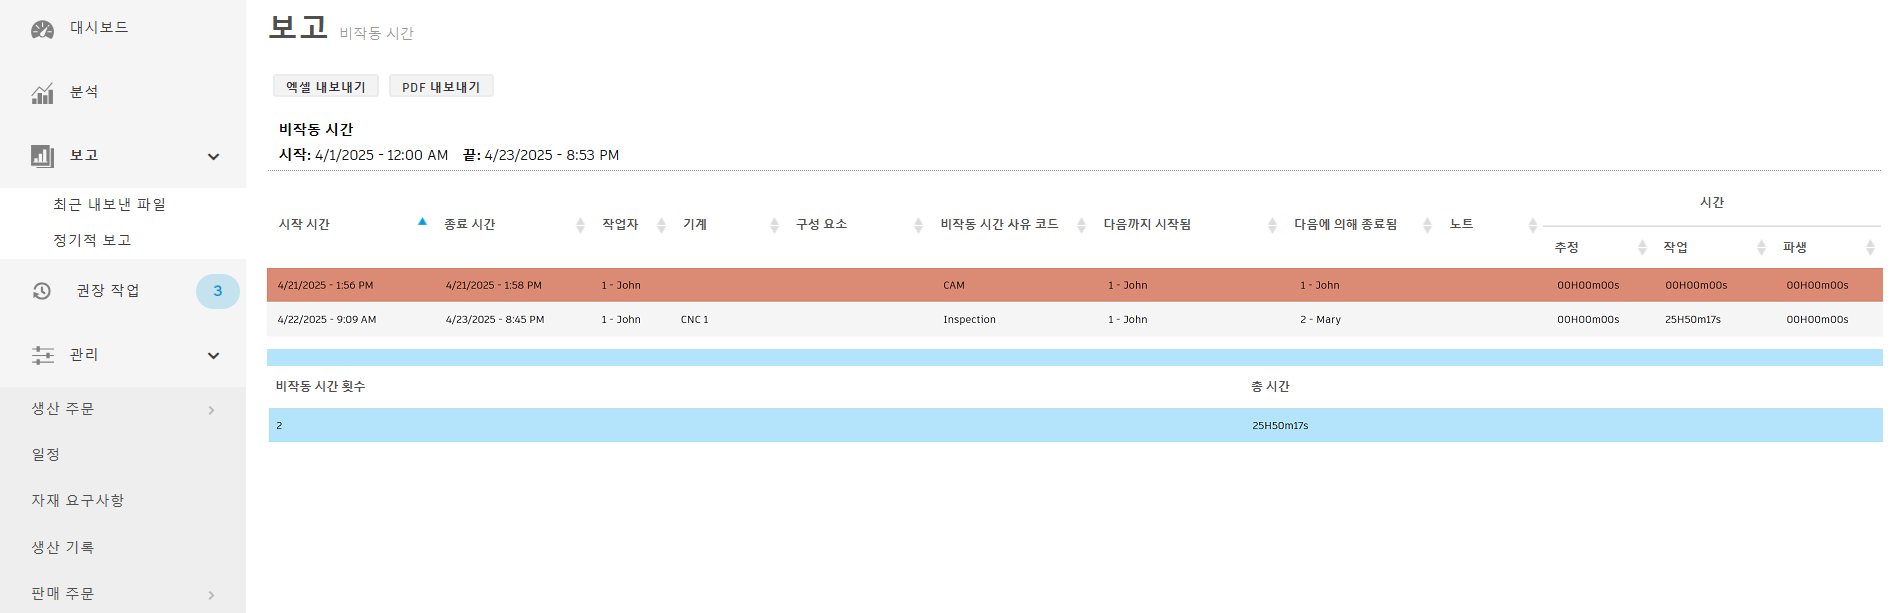 대시보드
분석
보고
최근 내보낸 파일
정기적 보고
권장 작업 3
관리
생산 주문
일정
자재 요구사항
생산 기록
판매 주문
보고 비작동 시간
엑셀 내보내기 PDF 내보내기
비작동 시간
시작: 4/1/2025 - 12:00 AM 끝: 4/23/2025 - 8:53 PM
시간
시작 시간 종료 시간 작업자 기계 구성 요소 비작동 시간 사유 코드 다음까지 시작됨 다음에 의해 종료됨 노트
추정 작업 파생
4/21/2025 - 1:56 PM 4/21/2025 - 1:58 PM 1 - John CAM 1 - John 1 - John 00H00m00s 00H00m00s 00H00m00s
4/22/2025 - 9:09 AM 4/23/2025 - 8:45 PM 1 - John CNC 1 Inspection 1 - John 2 - Mary 00H00m00s 25H50m17s 00H00m00s
비작동 시간 횟수 총 시간
2 25H50m17s